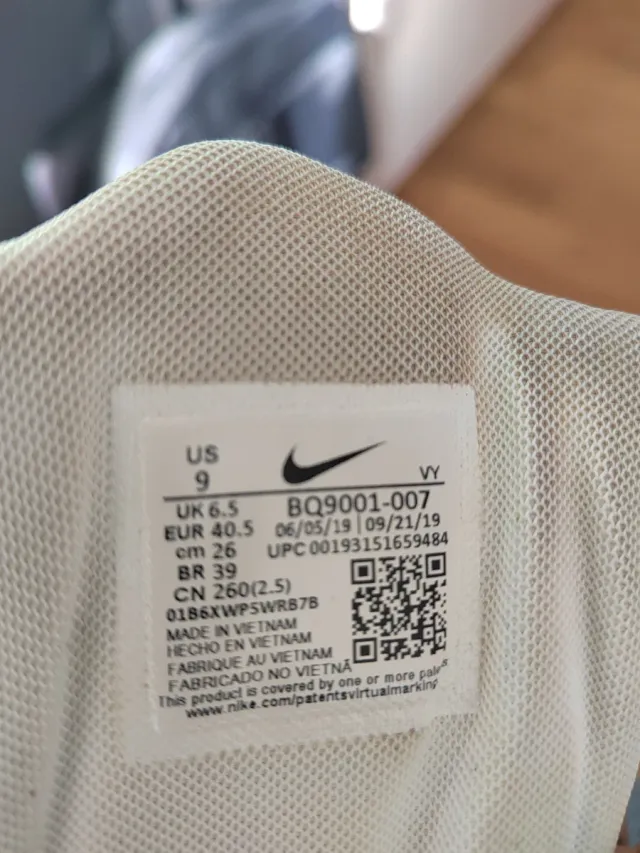 US
9
VY
UK 6.5
BQ9001-007
EUR 40.5
06/05/19 | 09/21/19
cm 26
UPC 00193151659484
BR 39
CN 260(2.5)
01B6XWP5WRB7B
MADE IN VIETNAM
HECHO EN VIETNAM
FABRIQUE AU VIETNAM
FABRICADO NO VIETNÃ
This product is covered by one or more
www.nike.com/patentsvirtualmarking